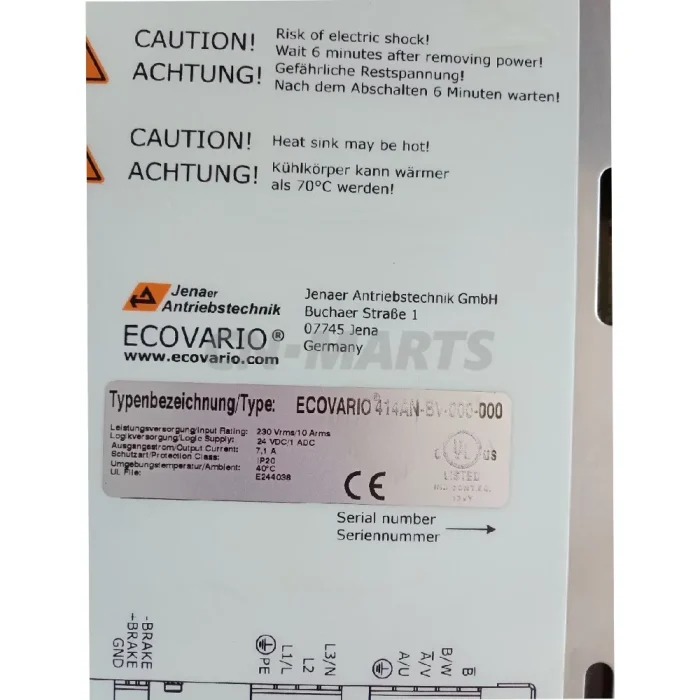 CAUTION! Risk of electric shock!
Wait 6 minutes after removing power!
ACHTUNG! Gefährliche Restspannung!
Nach dem Abschalten 6 Minuten warten!
CAUTION! Heat sink may be hot!
ACHTUNG! Kühlkörper kann wärmer
als 70°C werden!
Jenaer
Antriebstechnik
ECOVARIO®
www.ecovario.com
Jenaer Antriebstechnik GmbH
Buchaer Straße 1
07745 Jena
Germany
MARTS
Typenbezeichnung/Type: ECOVARIO® 414AN-BV-000-000
Leistungsversorgung/Input Rating: 230 Vrms/10 Arms
Logikversorgung/Logic Supply: 24 VDC/1 ADC
Ausgangsstrom/Output Current: 7,1 A
Schutzart/Protection Class: IP20
Umgebungstemperatur/Ambient: 40°C
UL File: E244038
CE
C UL US
LISTED
Serial number
Seriennummer
-BRAKE
+BRAKE
GND
PE
L1/L
L2
L3/N
A/U
A/V
B/W
B